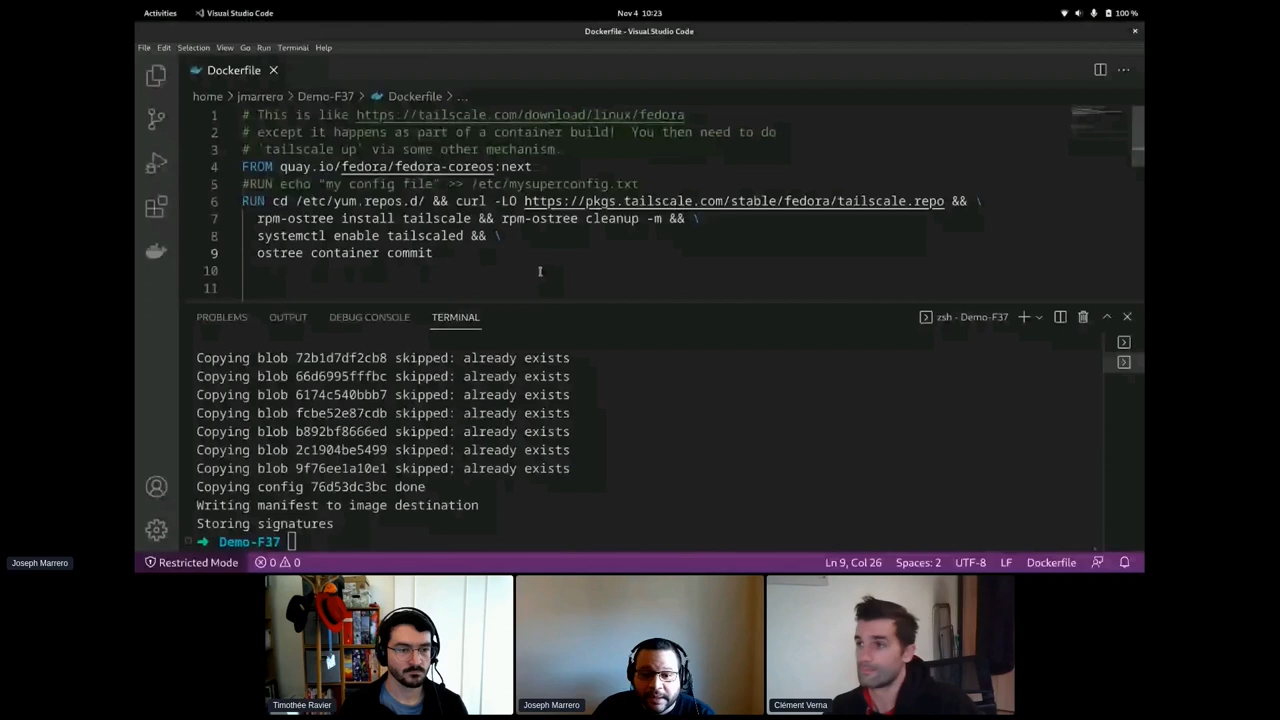 Activities
Visual Studio Code
Nov 4 10:23
100 %
Dockerfile - Visual Studio Code
File Edit Selection View Go Run Terminal Help
Dockerfile
home > jmarrero > Demo-F37 > Dockerfile > ...
1 # This is like https://tailscale.com/download/linux/fedora
2 # except it happens as part of a container build! You then need to do
3 # `tailscale up` via some other mechanism.
4 FROM quay.io/fedora/fedora-coreos:next
5 #RUN echo "my config file" >> /etc/mysuperconfig.txt
6 RUN cd /etc/yum.repos.d/ && curl -LO https://pkgs.tailscale.com/stable/fedora/tailscale.repo && \
7 rpm-ostree install tailscale && rpm-ostree cleanup -m && \
8 systemctl enable tailscaled && \
9 ostree container commit
10
11
PROBLEMS OUTPUT DEBUG CONSOLE TERMINAL
zsh - Demo-F37
Copying blob 72b1d7df2cb8 skipped: already exists
Copying blob 66d6995fffbc skipped: already exists
Copying blob 6174c540bbb7 skipped: already exists
Copying blob fcbe52e87cdb skipped: already exists
Copying blob b892bf8666ed skipped: already exists
Copying blob 2c1904be5499 skipped: already exists
Copying blob 9f76ee1a10e1 skipped: already exists
Copying config 76d53dc3bc done
Writing manifest to image destination
Storing signatures
➜ Demo-F37
Restricted Mode 0 0
Ln 9, Col 26 Spaces: 2 UTF-8 LF Dockerfile
Joseph Marrero
Timothée Ravier
Joseph Marrero
Clément Verna